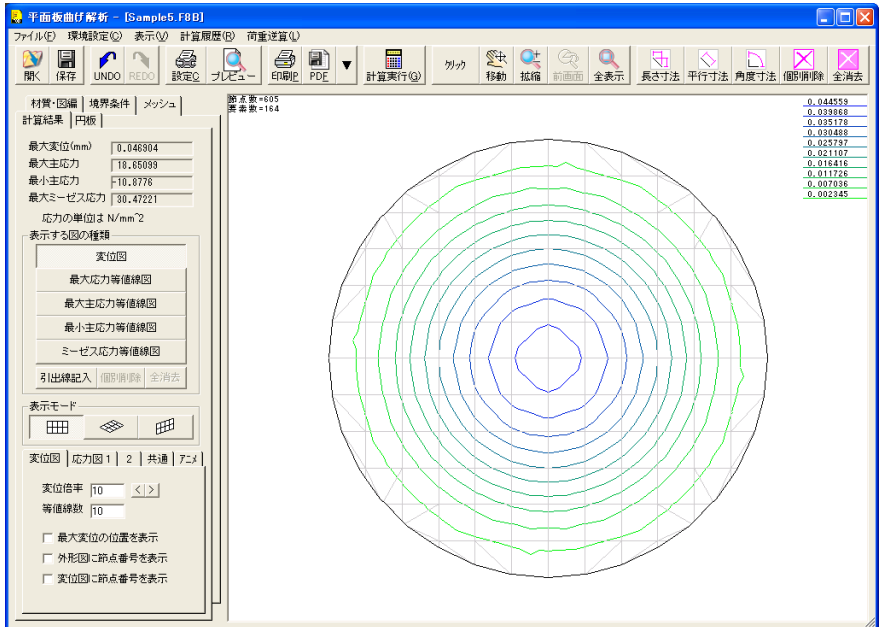 平面板曲げ解析 - [Sample5.F8B]
ファイル(F) 環境設定(C) 表示(V) 計算履歴(R) 荷重逆算(L)
開く 保存 UNDO REDO 設定C プレビュー 印刷P PDF 計算実行(G) クリック 移動 拡縮 前画面 全表示 長さ寸法 平行寸法 角度寸法 個別削除 全消去
材質・図編 境界条件 メッシュ
計算結果 円板
最大変位(mm) 0.046904
最大主応力 18.65099
最小主応力 -10.8776
最大ミーゼス応力 30.47221
応力の単位は N/mm^2
表示する図の種類
変位図
最大応力等値線図
最大主応力等値線図
最小主応力等値線図
ミーゼス応力等値線図
引出線記入 個別削除 全消去
表示モード
変位図 応力図1 2 共通 アニメ
変位倍率 10 < >
等値線数 10
最大変位の位置を表示
外形図に節点番号を表示
変位図に節点番号を表示
節点数=605
要素数=164
0.044559
0.039868
0.035178
0.030488
0.025797
0.021107
0.016416
0.011726
0.007036
0.002345